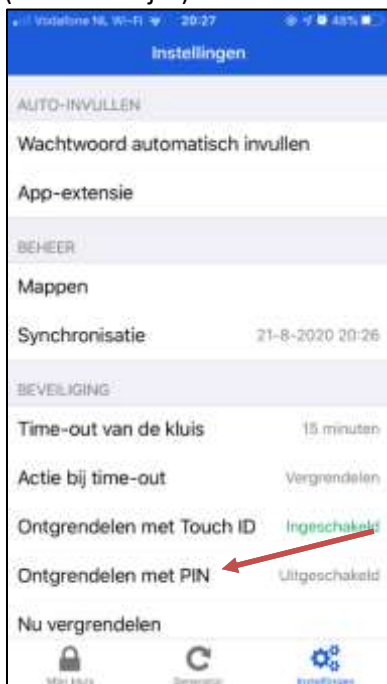 Vodafone NL Wi-Fi 20:27 48%
Instellingen
AUTO-INVULLEN
Wachtwoord automatisch invullen
App-extensie
BEHEER
Mappen
Synchronisatie 21-8-2020 20:26
BEVEILIGING
Time-out van de kluis 15 minuten
Actie bij time-out Vergrendelen
Ontgrendelen met Touch ID Ingeschakeld
Ontgrendelen met PIN Uitgeschakeld
Nu vergrendelen
Mijn kluis Generator Instellingen